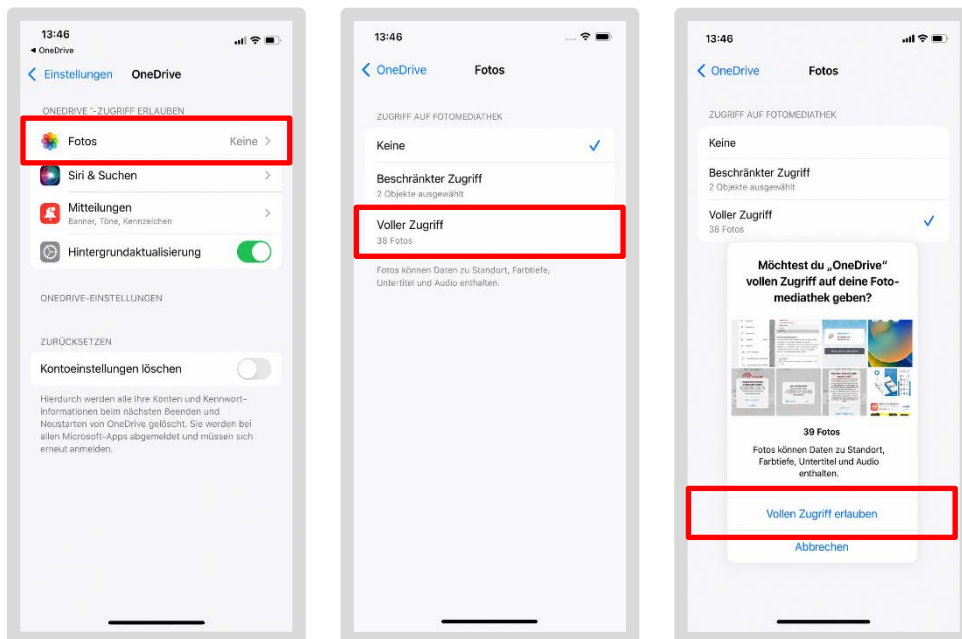 13:46
◀ OneDrive
Einstellungen
OneDrive
ONEDRIVE "-ZUGRIFF ERLAUBEN
Fotos
Keine
Siri & Suchen
Mitteilungen
Banner, Töne, Kennzeichen
Hintergrundaktualisierung
ONEDRIVE-EINSTELLUNGEN
ZURÜCKSETZEN
Kontoeinstellungen löschen
Hierdurch werden alle Ihre Konten und Kennwort-
informationen beim nächsten Beenden und
Neustarten von OneDrive gelöscht. Sie werden bei
allen Microsoft-Apps abgemeldet und müssen sich
erneut anmelden.
13:46
OneDrive
Fotos
ZUGRIFF AUF FOTOMEDIATHEK
Keine
Beschränkter Zugriff
2 Objekte ausgewählt
Voller Zugriff
38 Fotos
Fotos können Daten zu Standort, Farbtiefe,
Untertitel und Audio enthalten.
13:46
OneDrive
Fotos
ZUGRIFF AUF FOTOMEDIATHEK
Keine
Beschränkter Zugriff
2 Objekte ausgewählt
Voller Zugriff
38 Fotos
Möchtest du „OneDrive“
vollen Zugriff auf deine Foto-
mediathek geben?
39 Fotos
Fotos können Daten zu Standort,
Farbtiefe, Untertitel und Audio
enthalten.
Vollen Zugriff erlauben
Abbrechen